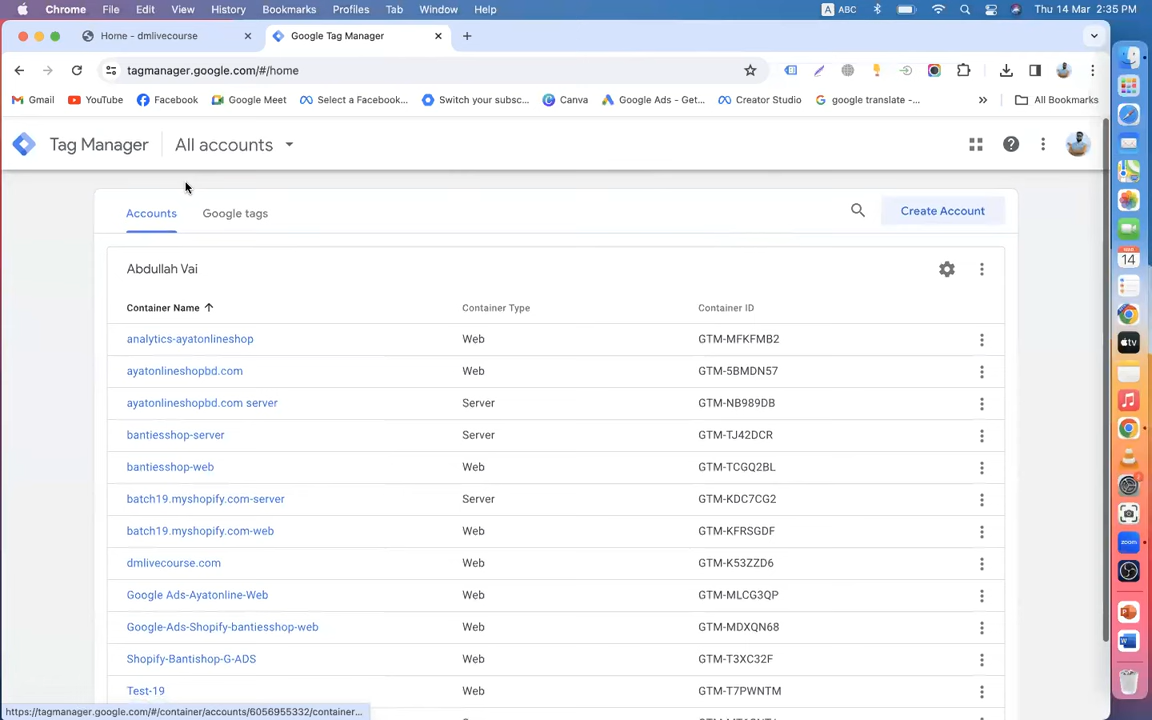 Chrome File Edit View History Bookmarks Profiles Tab Window Help A ABC Thu 14 Mar 2:35 PM
Home - dmlivecourse Google Tag Manager
tagmanager.google.com/#/home
Gmail YouTube Facebook Google Meet Select a Facebook... Switch your subsc... Canva Google Ads - Get... Creator Studio google translate -... » All Bookmarks
Tag Manager All accounts
Accounts Google tags Create Account
Abdullah Vai
Container Name Container Type Container ID
analytics-ayatonlineshop Web GTM-MFKFMB2
ayatonlineshopbd.com Web GTM-5BMDN57
ayatonlineshopbd.com server Server GTM-NB989DB
bantiesshop-server Server GTM-TJ42DCR
bantiesshop-web Web GTM-TCGQ2BL
batch19.myshopify.com-server Server GTM-KDC7CG2
batch19.myshopify.com-web Web GTM-KFRSGDF
dmlivecourse.com Web GTM-K53ZZD6
Google Ads-Ayatonline-Web Web GTM-MLCG3QP
Google-Ads-Shopify-bantiesshop-web Web GTM-MDXQN68
Shopify-Bantishop-G-ADS Web GTM-T3XC32F
Test-19 Web GTM-T7PWNTM
https://tagmanager.google.com/#/container/accounts/6056955332/container...